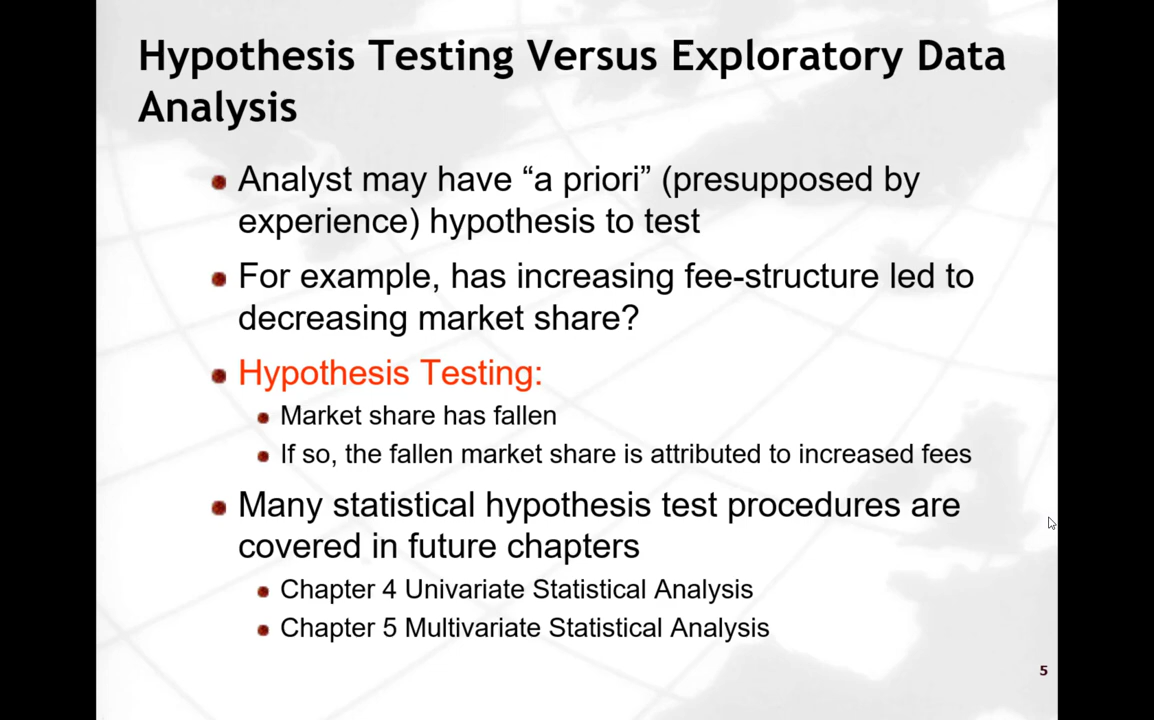 Hypothesis Testing Versus Exploratory Data
Analysis
Analyst may have “a priori” (presupposed by
experience) hypothesis to test
For example, has increasing fee-structure led to
decreasing market share?
Hypothesis Testing:
Market share has fallen
If so, the fallen market share is attributed to increased fees
Many statistical hypothesis test procedures are
covered in future chapters
Chapter 4 Univariate Statistical Analysis
Chapter 5 Multivariate Statistical Analysis
5